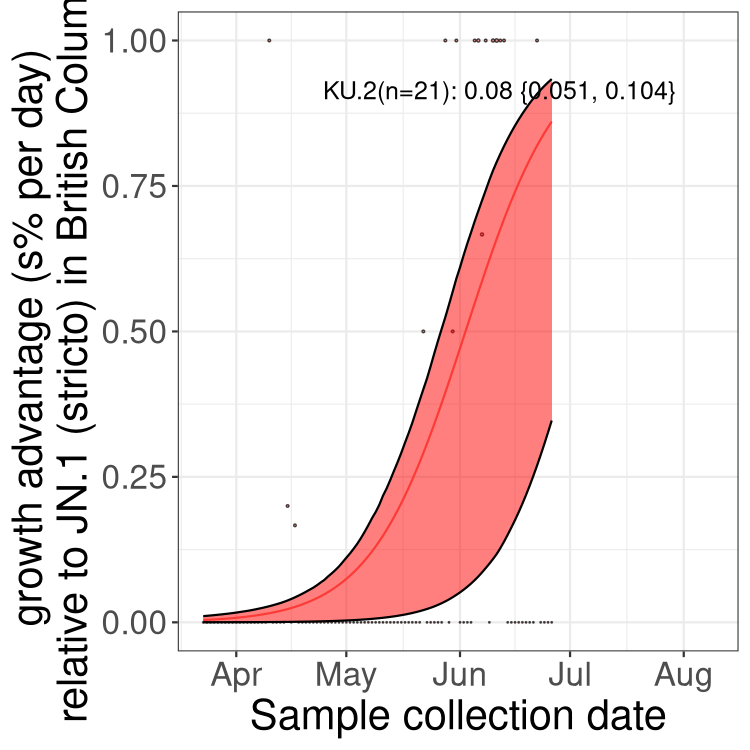 growth advantage (s% per day)
relative to JN.1 (stricto) in British Colum
1.00
0.75
0.50
0.25
0.00
KU.2(n=21): 0.08 {0.051, 0.104}
Apr May Jun Jul Aug
Sample collection date